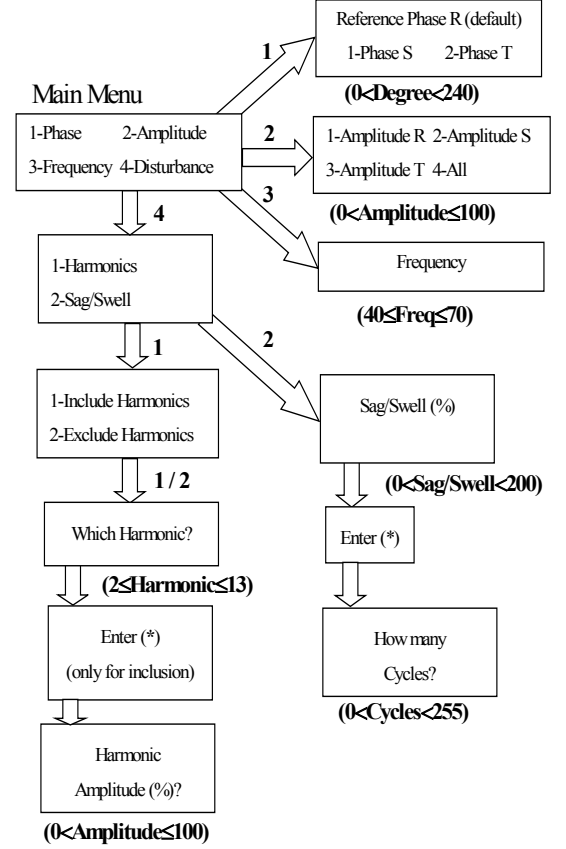 Reference Phase R (default)
1-Phase S 2-Phase T
1
(0<Degree<240)
Main Menu
1-Phase 2-Amplitude
3-Frequency 4-Disturbance
2
1-Amplitude R 2-Amplitude S
3-Amplitude T 4-All
(0<Amplitude≤100)
3
Frequency
(40≤Freq≤70)
4
1-Harmonics
2-Sag/Swell
1
2
1-Include Harmonics
2-Exclude Harmonics
Sag/Swell (%)
(0<Sag/Swell<200)
1 / 2
Which Harmonic?
(2≤Harmonic≤13)
Enter (*)
Enter (*)
(only for inclusion)
How many
Cycles?
(0<Cycles<255)
Harmonic
Amplitude (%)?
(0<Amplitude≤100)